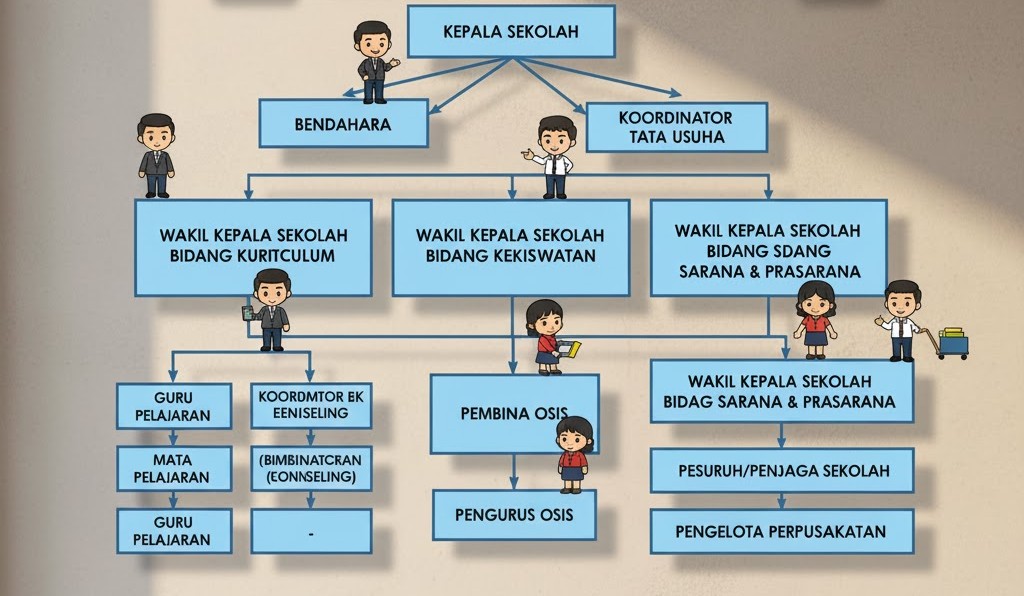 KEPALA SEKOLAH
BENDAHARA
KOORDINATOR
TATA USUHA
WAKIL KEPALA SEKOLAH
BIDANG KURITCULUM
WAKIL KEPALA SEKOLAH
BIDANG KEKISWATAN
WAKIL KEPALA SEKOLAH
BIDANG SDANG
SARANA & PRASARANA
GURU
PELAJARAN
KOORDMTOR BK
EENISELING
PEMBINA OSIS
WAKIL KEPALA SEKOLAH
BIDAG SARANA & PRASARANA
MATA
PELAJARAN
(BIMBINATCRAN
(EONNSELING)
PESURUH/PENJAGA SEKOLAH
GURU
PELAJARAN
-
PENGURUS OSIS
PENGELOTA PERPUSAKATAN